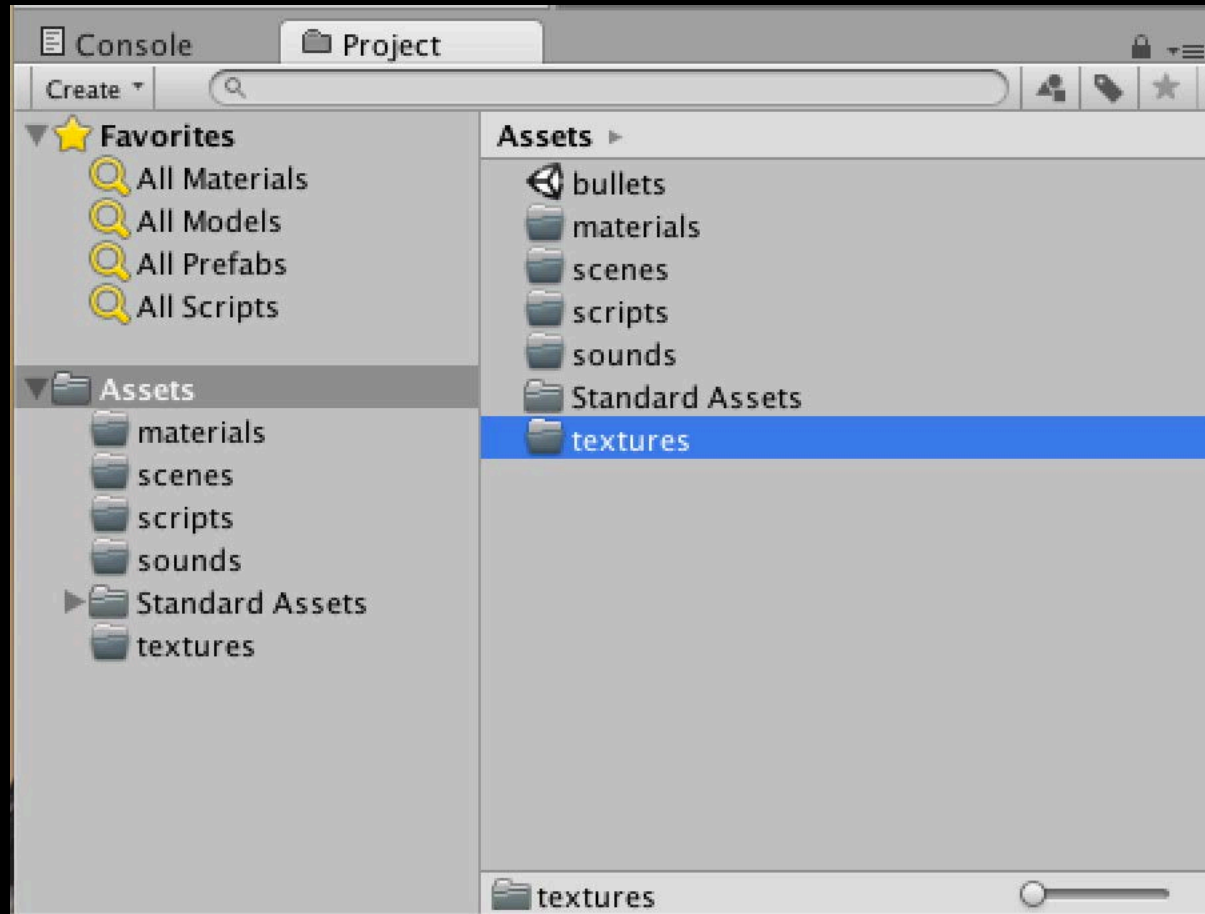 Console
Project
Create
Favorites
All Materials
All Models
All Prefabs
All Scripts
Assets
materials
scenes
scripts
sounds
Standard Assets
textures
Assets
bullets
materials
scenes
scripts
sounds
Standard Assets
textures
textures